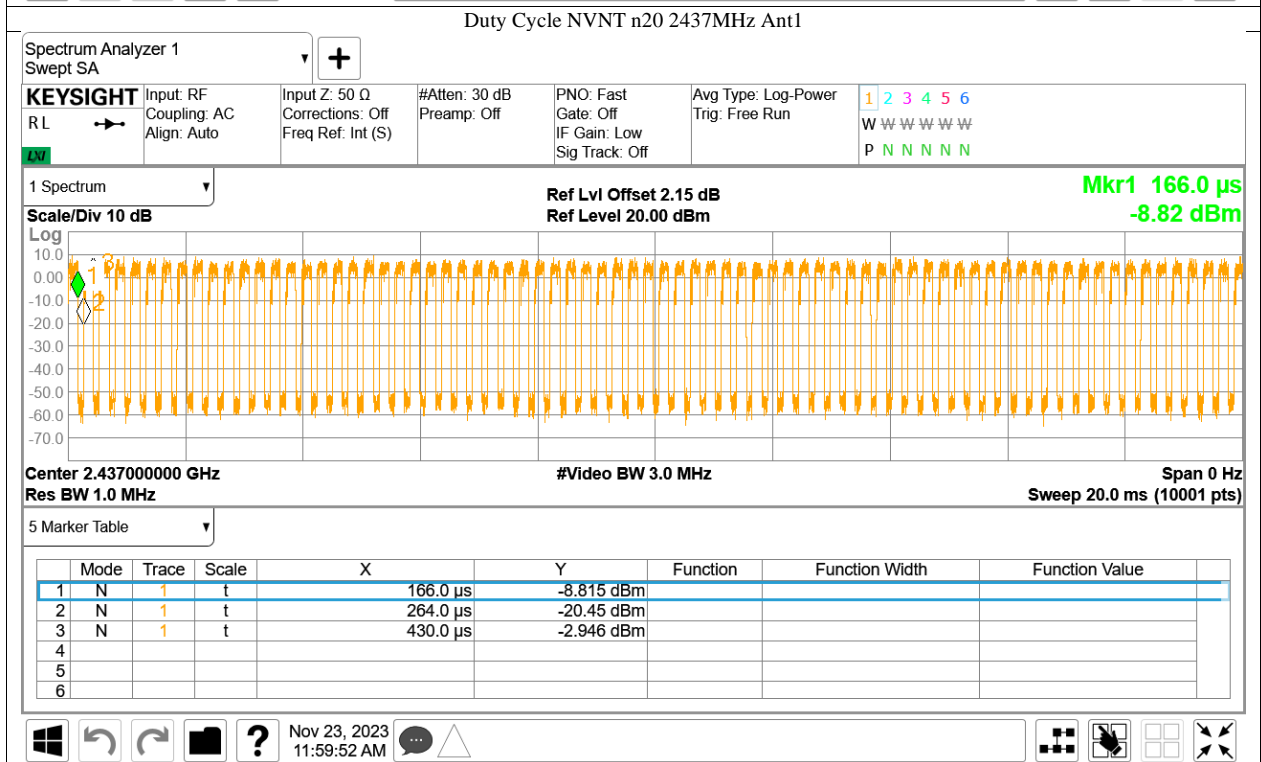 Duty Cycle NVNT n20 2437MHz Ant1
Spectrum Analyzer 1
Swept SA
KEYSIGHT
RL
LXI
Input: RF
Coupling: AC
Align: Auto
Input Z: 50 Ω
Corrections: Off
Freq Ref: Int (S)
#Atten: 30 dB
Preamp: Off
PNO: Fast
Gate: Off
IF Gain: Low
Sig Track: Off
Avg Type: Log-Power
Trig: Free Run
1 2 3 4 5 6
W W W W W W
P N N N N N
1 Spectrum
Scale/Div 10 dB
Ref Lvl Offset 2.15 dB
Ref Level 20.00 dBm
Mkr1 166.0 µs
-8.82 dBm
Log
10.0
0.00
-10.0
-20.0
-30.0
-40.0
-50.0
-60.0
-70.0
1
2
3
Center 2.437000000 GHz
#Video BW 3.0 MHz
Span 0 Hz
Res BW 1.0 MHz
Sweep 20.0 ms (10001 pts)
5 Marker Table
Mode Trace Scale X Y Function Function Width Function Value
1 N 1 t 166.0 µs -8.815 dBm
2 N 1 t 264.0 µs -20.45 dBm
3 N 1 t 430.0 µs -2.946 dBm
4
5
6
?
Nov 23, 2023
11:59:52 AM